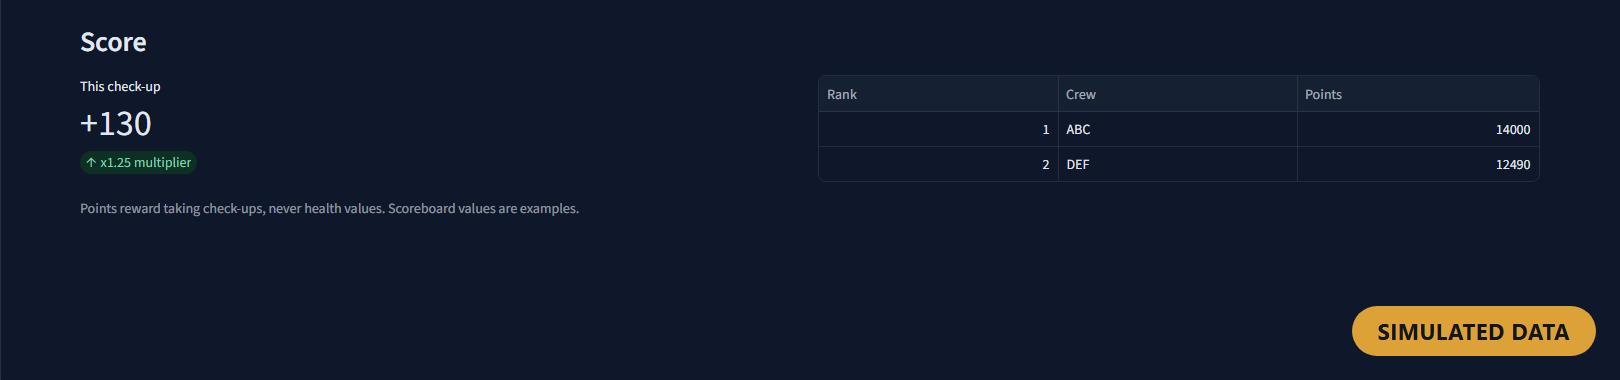 Score
This check-up
+130
↑ x1.25 multiplier
Points reward taking check-ups, never health values. Scoreboard values are examples.
Rank Crew Points
1 ABC 14000
2 DEF 12490
SIMULATED DATA